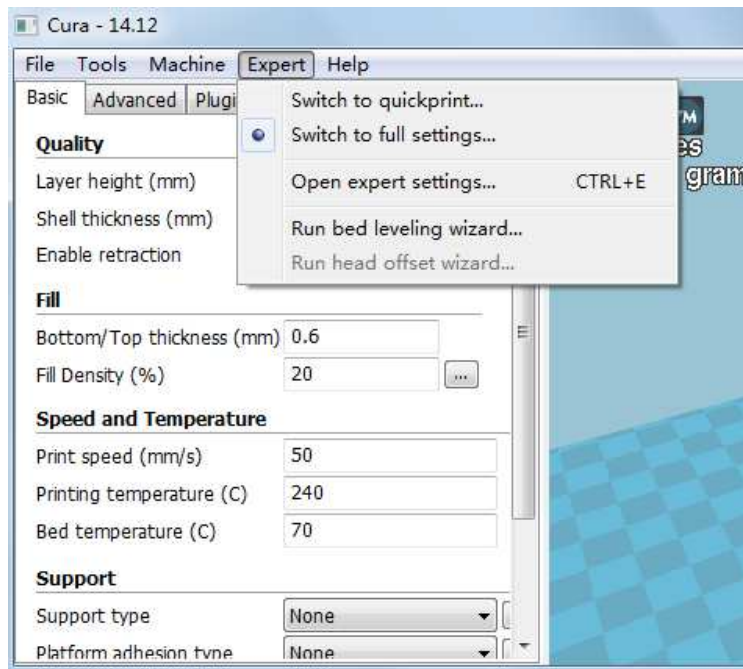 Cura - 14.12
File Tools Machine Expert Help
Basic Advanced Plugi
Switch to quickprint...
Switch to full settings...
Open expert settings... CTRL+E
Run bed leveling wizard...
Run head offset wizard...
Quality
Layer height (mm)
Shell thickness (mm)
Enable retraction
Fill
Bottom/Top thickness (mm) 0.6
Fill Density (%) 20 ...
Speed and Temperature
Print speed (mm/s) 50
Printing temperature (C) 240
Bed temperature (C) 70
Support
Support type None
Platform adhesion type None